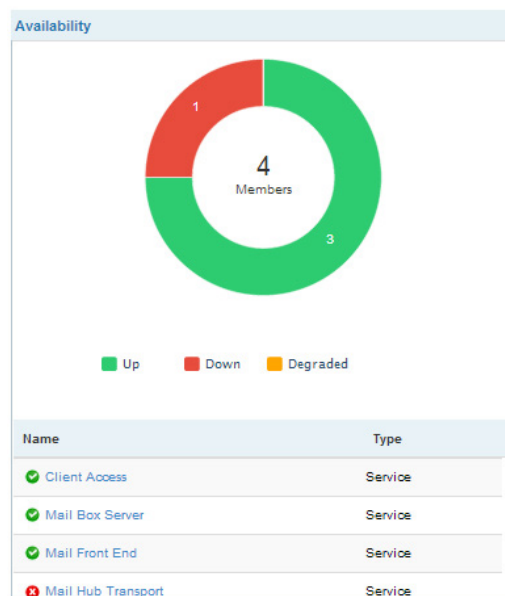 Availability
1
4
Members
3
Up Down Degraded
Name Type
Client Access Service
Mail Box Server Service
Mail Front End Service
Mail Hub Transport Service